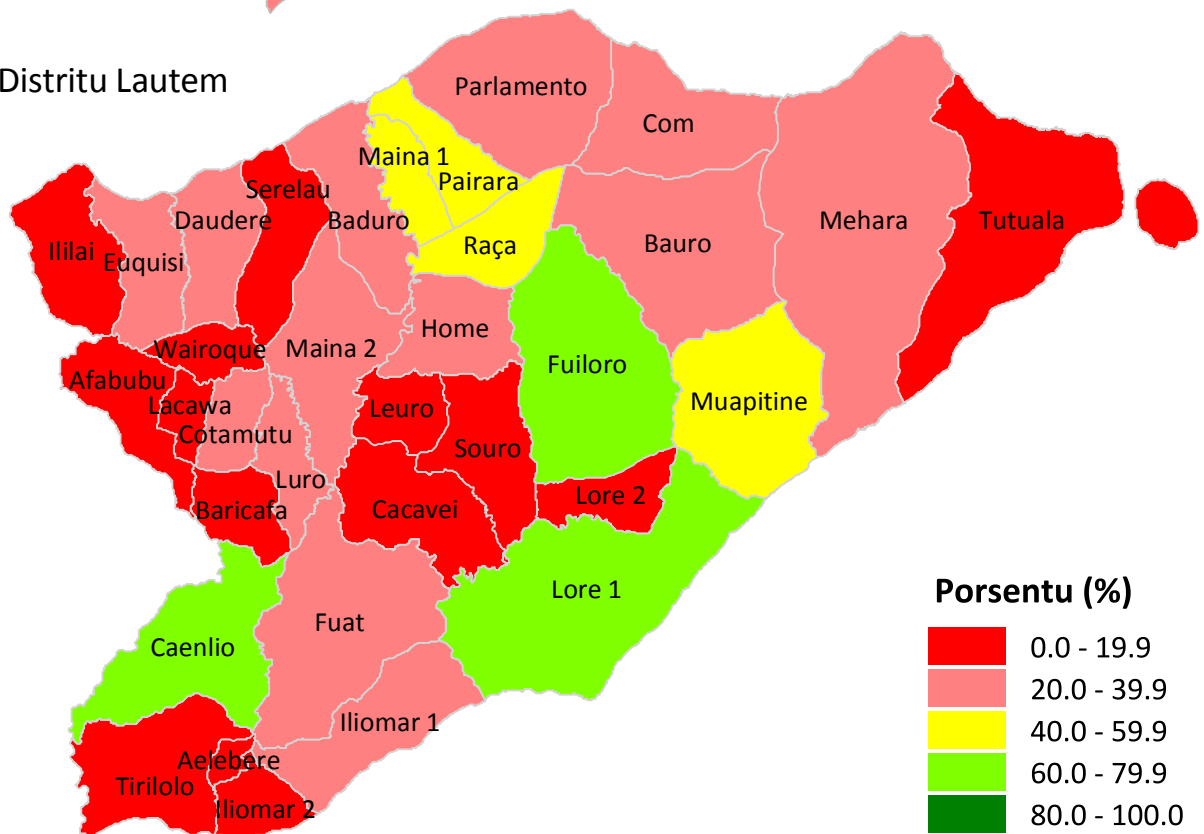 Distritu Lautem
Parlamento
Com
Maina 1
Pairara
Serelau
Daudere
Baduro
Mehara
Tutuala
Ililai
Euquisi
Raça
Bauro
Home
Wairoque
Maina 2
Fuiloro
Afabubu
Lacawa
Leuro
Muapitine
Cotamutu
Souro
Luro
Lore 2
Baricafa
Cacavei
Lore 1
Fuat
Caenlio
Iliomar 1
Aelebere
Tirilolo
Iliomar 2
Porsentu (%)
0.0 - 19.9
20.0 - 39.9
40.0 - 59.9
60.0 - 79.9
80.0 - 100.0